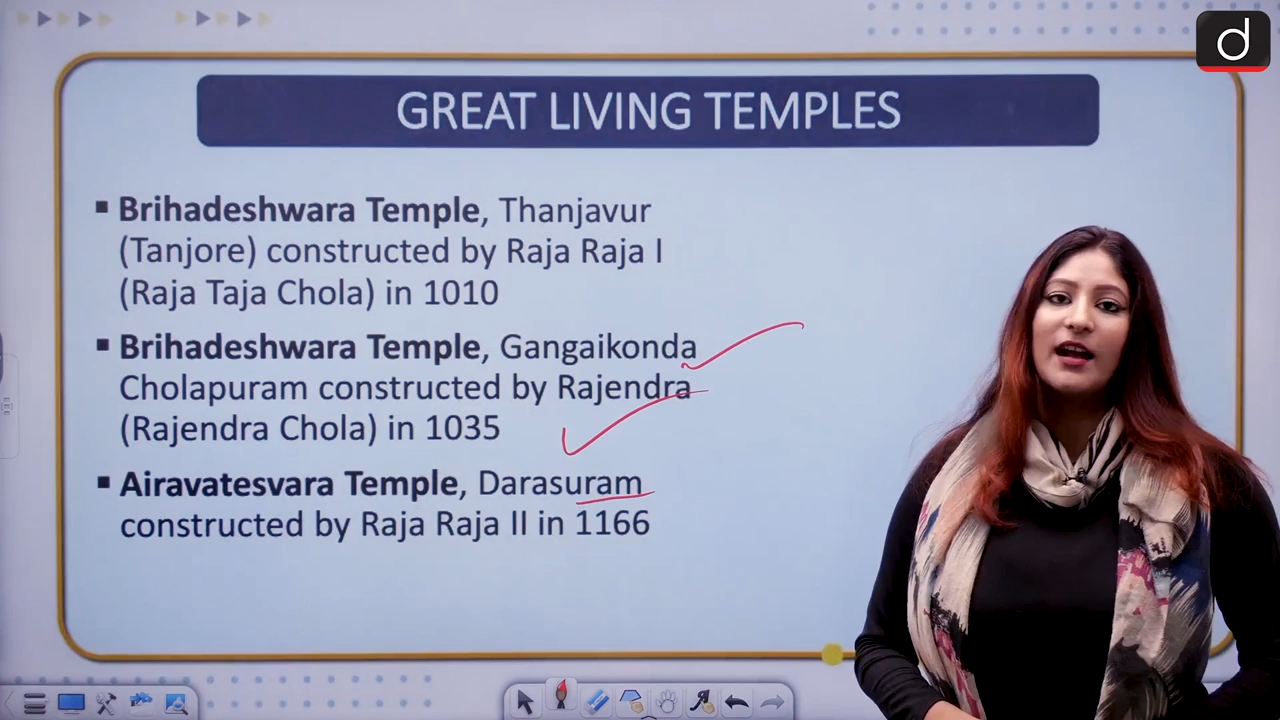 d
GREAT LIVING TEMPLES
▪ Brihadeshwara Temple, Thanjavur
(Tanjore) constructed by Raja Raja I
(Raja Taja Chola) in 1010
▪ Brihadeshwara Temple, Gangaikonda
Cholapuram constructed by Rajendra
(Rajendra Chola) in 1035
▪ Airavatesvara Temple, Darasuram
constructed by Raja Raja II in 1166